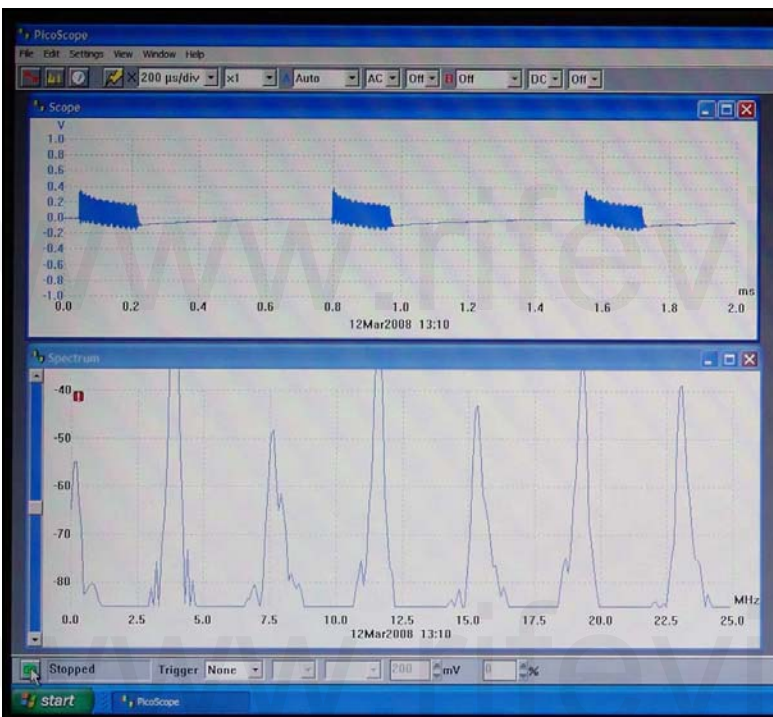 PicoScope
File Edit Settings View Window Help
200 µs/div x1 A Auto AC Off B Off DC Off
Scope
V
1.0
0.8
0.6
0.4
0.2
0.0
-0.2
-0.4
-0.6
-0.8
-1.0
ms
0.0 0.2 0.4 0.6 0.8 1.0 1.2 1.4 1.6 1.8 2.0
12Mar2008 13:10
www.rifevi
Spectrum
-40
-50
-60
-70
-80
MHz
0.0 2.5 5.0 7.5 10.0 12.5 15.0 17.5 20.0 22.5 25.0
12Mar2008 13:10
www.rifevi
Stopped Trigger None 200 mV 0 %
start PicoScope